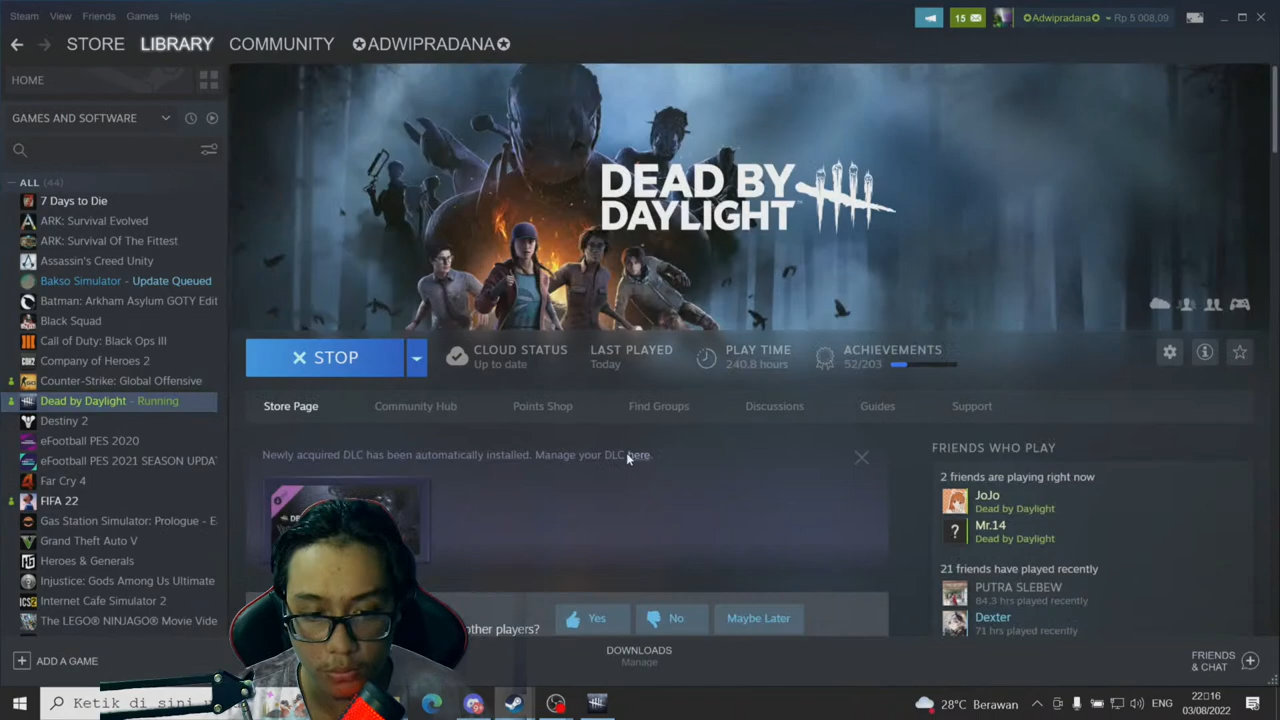 Steam View Friends Games Help
15 ✪Adwipradana✪ Rp 5 008,09
STORE LIBRARY COMMUNITY ✪ADWIPRADANA✪
HOME
GAMES AND SOFTWARE
ALL (44)
7 Days to Die
ARK: Survival Evolved
ARK: Survival Of The Fittest
Assassin's Creed Unity
Bakso Simulator - Update Queued
Batman: Arkham Asylum GOTY Edit
Black Squad
Call of Duty: Black Ops III
Company of Heroes 2
Counter-Strike: Global Offensive
Dead by Daylight - Running
Destiny 2
eFootball PES 2020
eFootball PES 2021 SEASON UPDA
Far Cry 4
FIFA 22
Gas Station Simulator: Prologue - E
Grand Theft Auto V
Heroes & Generals
Injustice: Gods Among Us Ultimate
Internet Cafe Simulator 2
The LEGO® NINJAGO® Movie Vide
ADD A GAME
DEAD BY
DAYLIGHT™
STOP
CLOUD STATUS
Up to date
LAST PLAYED
Today
PLAY TIME
240.8 hours
ACHIEVEMENTS
52/203
Store Page Community Hub Points Shop Find Groups Discussions Guides Support
Newly acquired DLC has been automatically installed. Manage your DLC here.
other players?
Yes No Maybe Later
FRIENDS WHO PLAY
2 friends are playing right now
JoJo
Dead by Daylight
Mr.14
Dead by Daylight
21 friends have played recently
PUTRA SLEBEW
84.3 hrs played recently
Dexter
71 hrs played recently
DOWNLOADS
Manage
FRIENDS
& CHAT
Ketik di sini u
28°C Berawan
ENG
22:16
03/08/2022